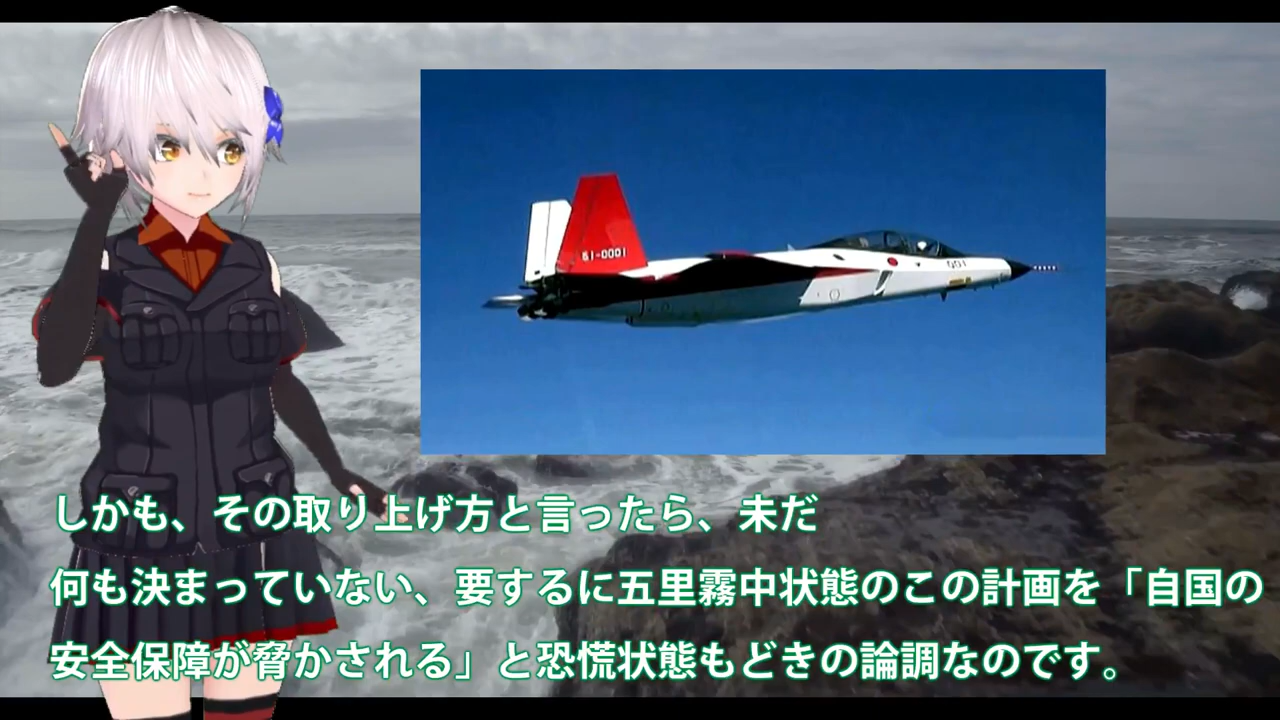 51-0001
001
しかも、その取り上げ方と言ったら、未だ
何も決まっていない、要するに五里霧中状態のこの計画を「自国の
安全保障が脅かされる」と恐慌状態もどきの論調なのです。